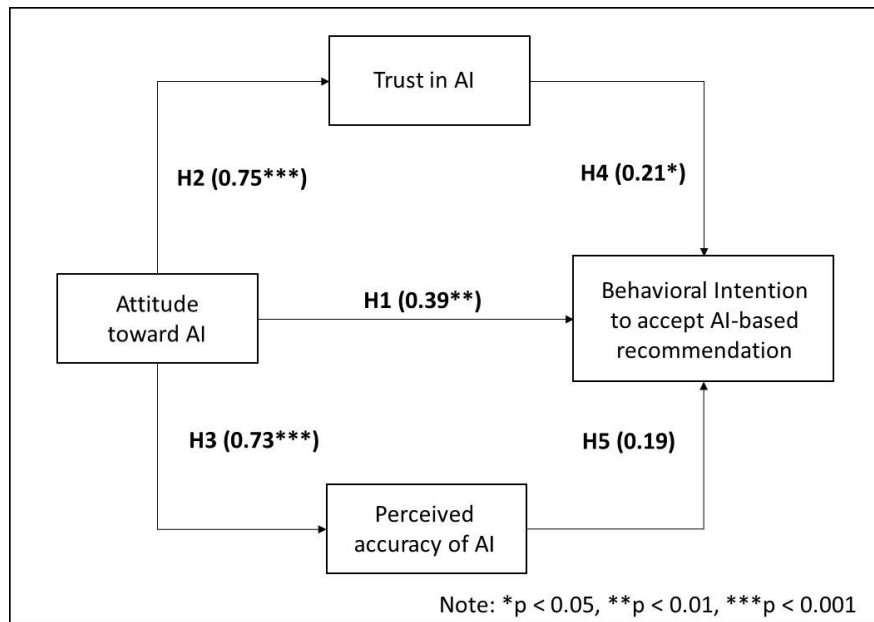 Trust in AI
H2 (0.75***)
H4 (0.21*)
Attitude
toward AI
H1 (0.39**)
Behavioral Intention
to accept AI-based
recommendation
H3 (0.73***)
H5 (0.19)
Perceived
accuracy of AI
Note: *p < 0.05, **p < 0.01, ***p < 0.001